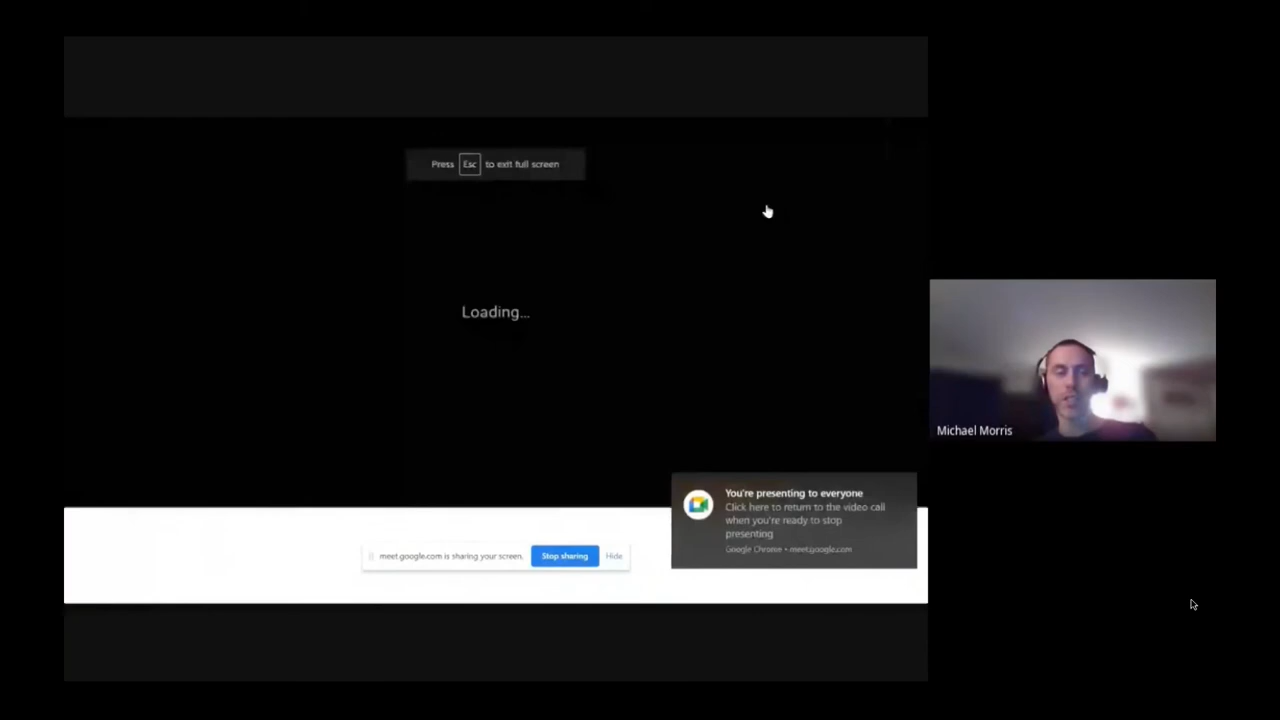 Press Esc to exit full screen
Loading...
Michael Morris
You're presenting to everyone
Click here to return to the video call
when you're ready to stop
presenting
Google Chrome • meet.google.com
meet.google.com is sharing your screen.
Stop sharing
Hide